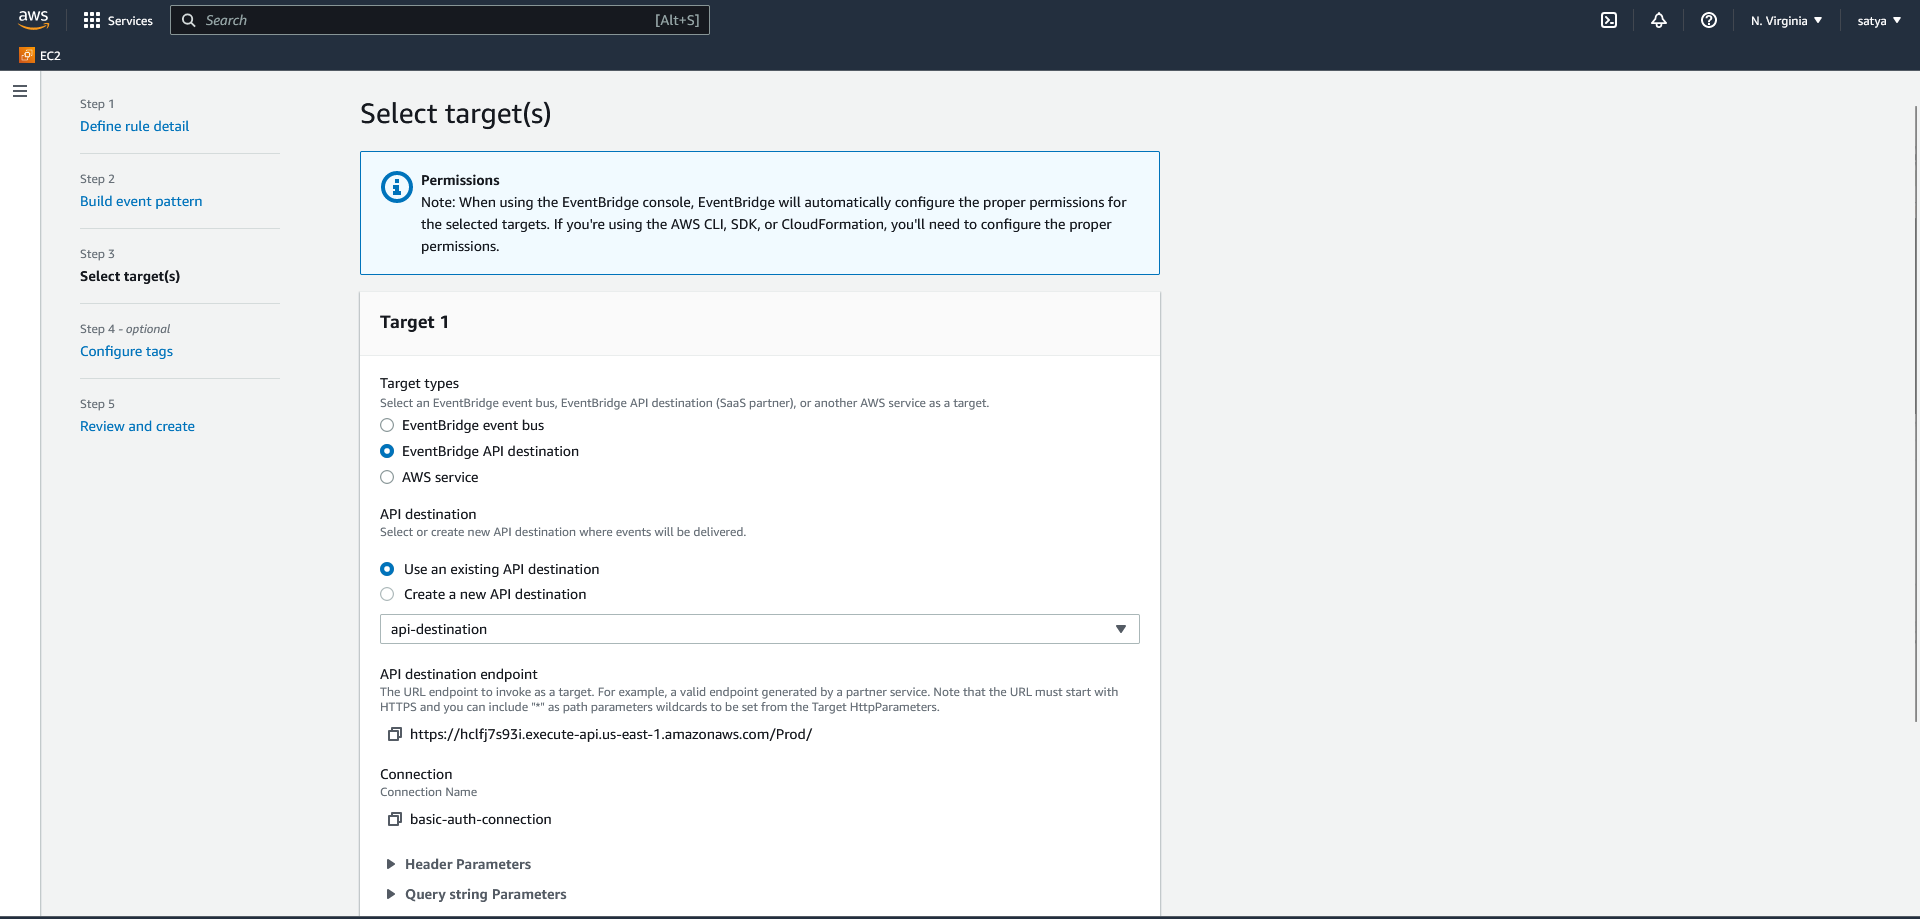 aws
Services
Search
[Alt+S]
N. Virginia
satya
EC2
Step 1
Define rule detail
Step 2
Build event pattern
Step 3
Select target(s)
Step 4 - optional
Configure tags
Step 5
Review and create
Select target(s)
Permissions
Note: When using the EventBridge console, EventBridge will automatically configure the proper permissions for
the selected targets. If you're using the AWS CLI, SDK, or CloudFormation, you'll need to configure the proper
permissions.
Target 1
Target types
Select an EventBridge event bus, EventBridge API destination (SaaS partner), or another AWS service as a target.
EventBridge event bus
EventBridge API destination
AWS service
API destination
Select or create new API destination where events will be delivered.
Use an existing API destination
Create a new API destination
api-destination
API destination endpoint
The URL endpoint to invoke as a target. For example, a valid endpoint generated by a partner service. Note that the URL must start with
HTTPS and you can include "*" as path parameters wildcards to be set from the Target HttpParameters.
https://hclfj7s93i.execute-api.us-east-1.amazonaws.com/Prod/
Connection
Connection Name
basic-auth-connection
Header Parameters
Query string Parameters